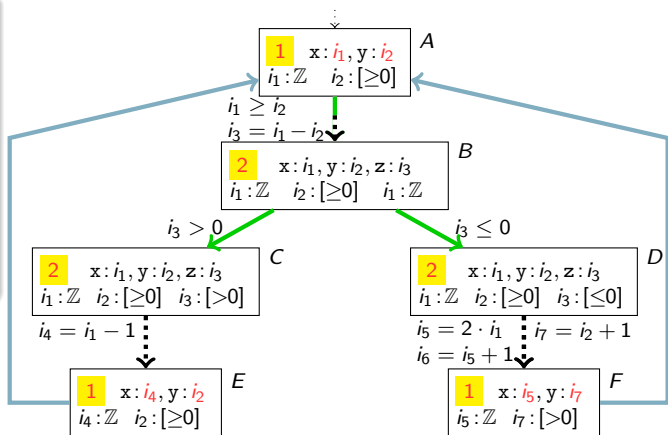 A
1 x:i₁, y:i₂
i₁:ℤ i₂:[≥0]
i₁ ≥ i₂
i₃ = i₁ − i₂
B
2 x:i₁, y:i₂, z:i₃
i₁:ℤ i₂:[≥0] i₁:ℤ
i₃ > 0
i₃ ≤ 0
C
2 x:i₁, y:i₂, z:i₃
i₁:ℤ i₂:[≥0] i₃:[>0]
D
2 x:i₁, y:i₂, z:i₃
i₁:ℤ i₂:[≥0] i₃:[≤0]
i₄ = i₁ − 1
i₅ = 2 · i₁ i₇ = i₂ + 1
i₆ = i₅ + 1
E
1 x:i₄, y:i₂
i₄:ℤ i₂:[≥0]
F
1 x:i₅, y:i₇
i₅:ℤ i₇:[>0]